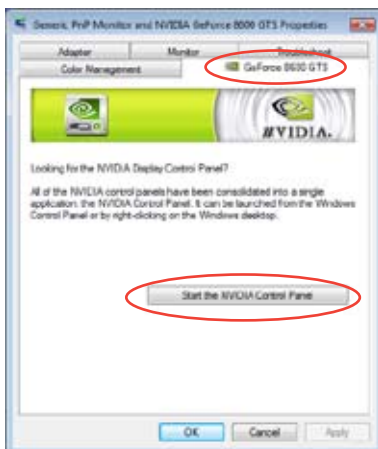 Generic PnP Monitor and NVIDIA GeForce 8600 GTS Properties
Adapter Monitor Troubleshoot
Color Management GeForce 8600 GTS
NVIDIA.
Looking for the NVIDIA Display Control Panel?
All of the NVIDIA control panels have been consolidated into a single
application: the NVIDIA Control Panel. It can be launched from the Windows
Control Panel or by right-clicking on the Windows desktop.
Start the NVIDIA Control Panel
OK Cancel Apply